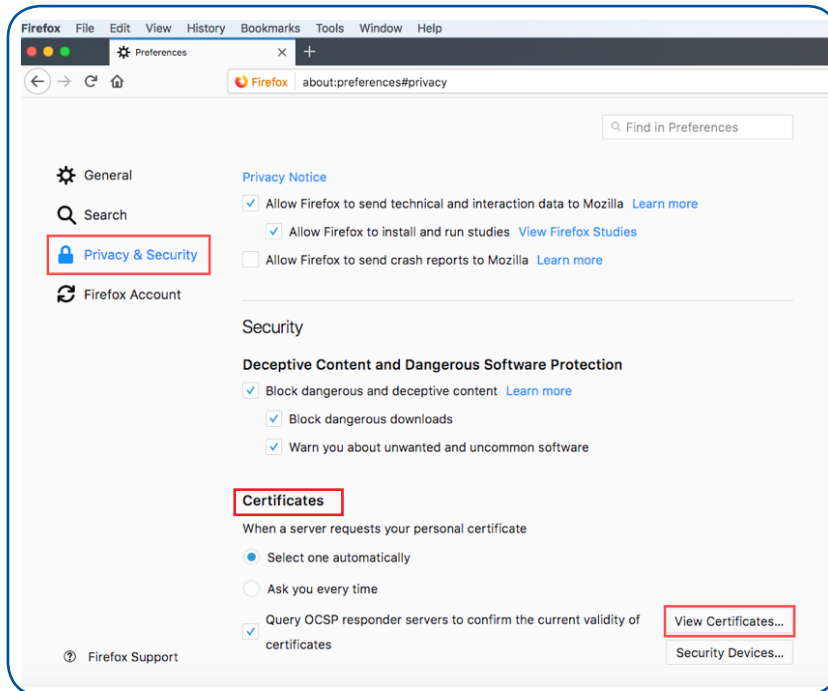 Firefox File Edit View History Bookmarks Tools Window Help
Preferences
Firefox about:preferences#privacy
Find in Preferences
General
Search
Privacy & Security
Firefox Account
Privacy Notice
Allow Firefox to send technical and interaction data to Mozilla Learn more
Allow Firefox to install and run studies View Firefox Studies
Allow Firefox to send crash reports to Mozilla Learn more
Security
Deceptive Content and Dangerous Software Protection
Block dangerous and deceptive content Learn more
Block dangerous downloads
Warn you about unwanted and uncommon software
Certificates
When a server requests your personal certificate
Select one automatically
Ask you every time
Query OCSP responder servers to confirm the current validity of
certificates
View Certificates...
Security Devices...
Firefox Support